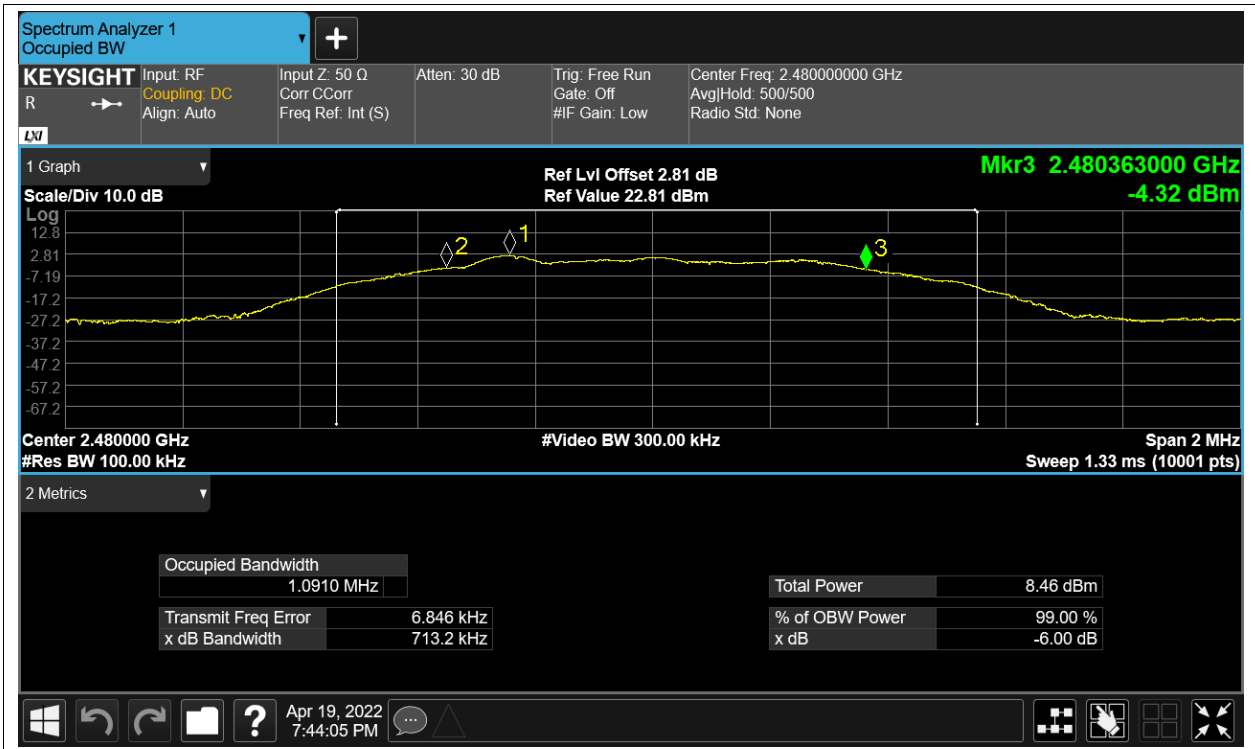 Spectrum Analyzer 1
Occupied BW
KEYSIGHT
R
LXI
Input: RF
Coupling: DC
Align: Auto
Input Z: 50 Ω
Corr CCorr
Freq Ref: Int (S)
Atten: 30 dB
Trig: Free Run
Gate: Off
#IF Gain: Low
Center Freq: 2.480000000 GHz
Avg|Hold: 500/500
Radio Std: None
1 Graph
Scale/Div 10.0 dB
Ref Lvl Offset 2.81 dB
Ref Value 22.81 dBm
Mkr3 2.480363000 GHz
-4.32 dBm
Log
12.8
2.81
-7.19
-17.2
-27.2
-37.2
-47.2
-57.2
-67.2
2
1
3
Center 2.480000 GHz
#Res BW 100.00 kHz
#Video BW 300.00 kHz
Span 2 MHz
Sweep 1.33 ms (10001 pts)
2 Metrics
Occupied Bandwidth
1.0910 MHz
Transmit Freq Error 6.846 kHz
x dB Bandwidth 713.2 kHz
Total Power 8.46 dBm
% of OBW Power 99.00 %
x dB -6.00 dB
?
Apr 19, 2022
7:44:05 PM